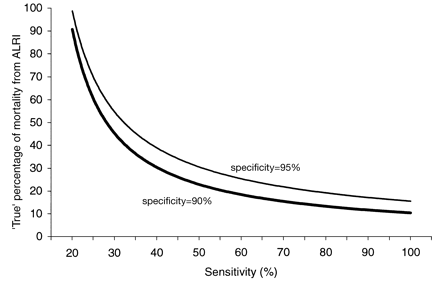 'True' percentage of mortality from ALRI
100
90
80
70
60
50
40
30
20
10
0
specificity=95%
specificity=90%
20 30 40 50 60 70 80 90 100
Sensitivity (%)